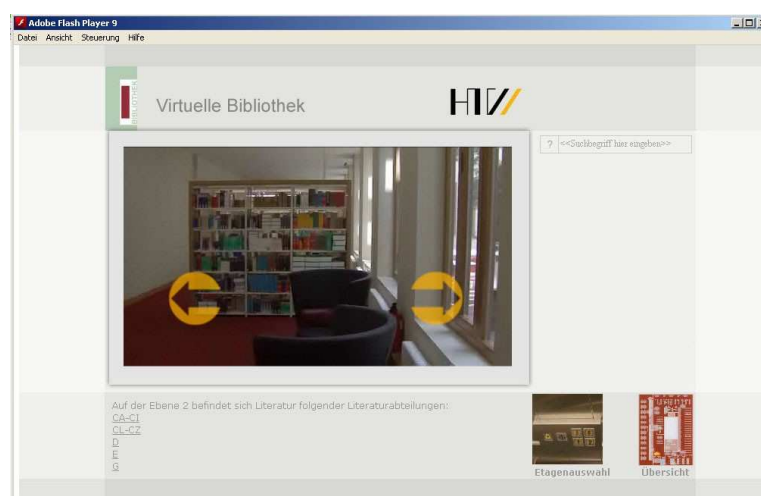 Adobe Flash Player 9
Datei Ansicht Steuerung Hilfe
BIBLIOTHEK
Virtuelle Bibliothek
HTW
? <<Suchbegriff hier eingeben>>
Auf der Ebene 2 befindet sich Literatur folgender Literaturabteilungen:
CA-CI
CL-CZ
D
E
G
Etagenauswahl
Übersicht